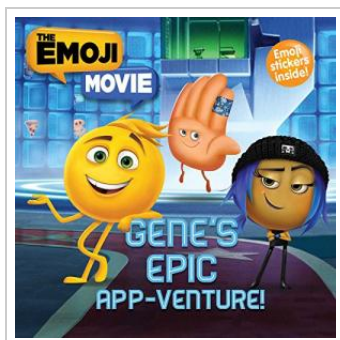 THE
EMOJI
MOVIE
Emoji
stickers
inside!
GENE'S
EPIC
APP-VENTURE!